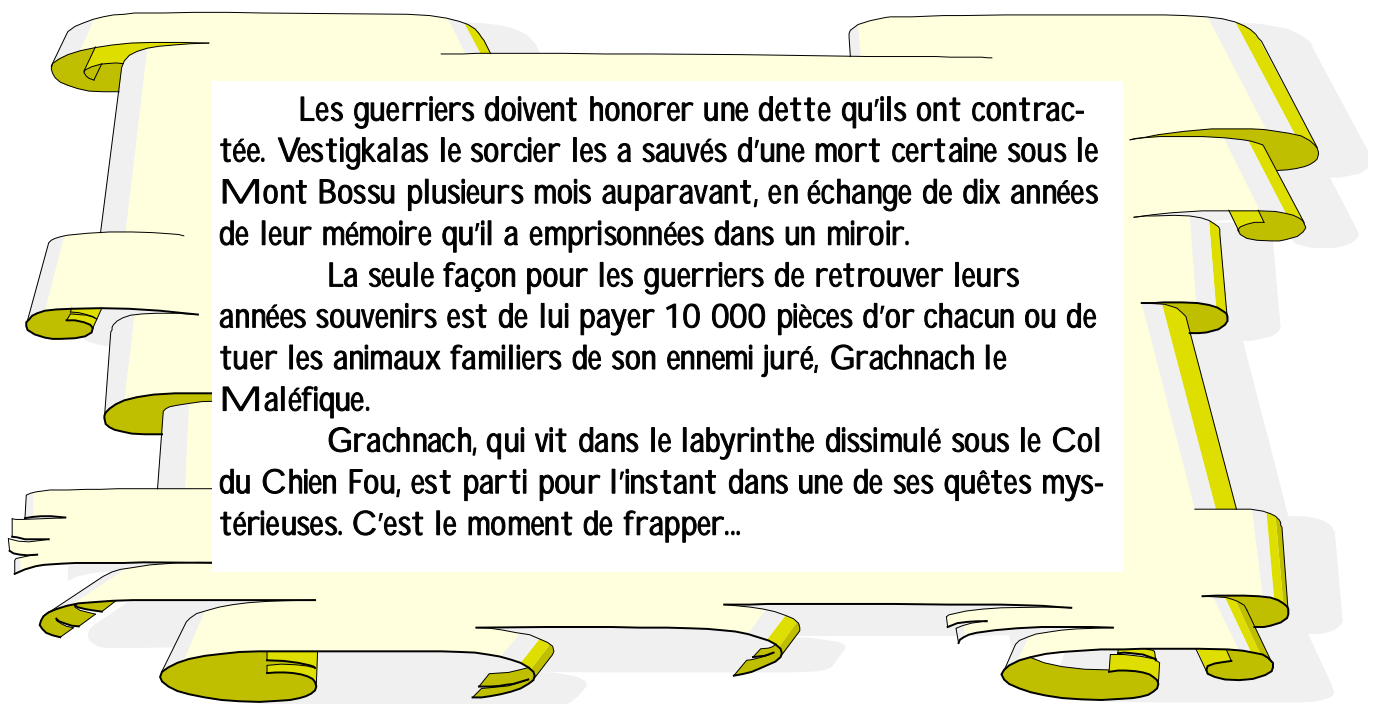 Les guerriers doivent honorer une dette qu'ils ont contrac-
tée. Vestigkalas le sorcier les a sauvés d'une mort certaine sous le
Mont Bossu plusieurs mois auparavant, en échange de dix années
de leur mémoire qu'il a emprisonnées dans un miroir.
La seule façon pour les guerriers de retrouver leurs
années souvenirs est de lui payer 10 000 pièces d'or chacun ou de
tuer les animaux familiers de son ennemi juré, Grachnach le
Maléfique.
Grachnach, qui vit dans le labyrinthe dissimulé sous le Col
du Chien Fou, est parti pour l'instant dans une de ses quêtes mys-
térieuses. C'est le moment de frapper...